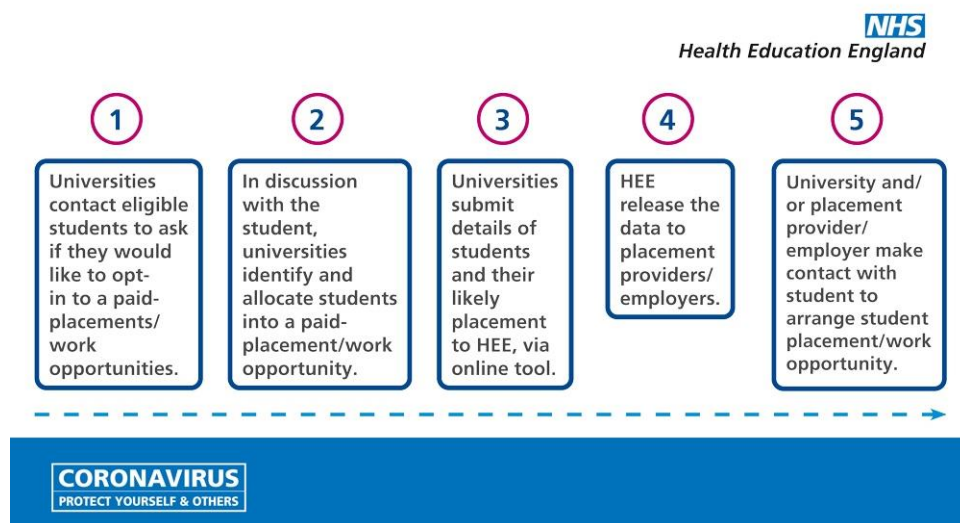 NHS
Health Education England
1
Universities
contact eligible
students to ask
if they would
like to opt-
in to a paid-
placements/
work
opportunities.
2
In discussion
with the
student,
universities
identify and
allocate students
into a paid-
placement/work
opportunity.
3
Universities
submit
details of
students
and their
likely
placement
to HEE, via
online tool.
4
HEE
release the
data to
placement
providers/
employers.
5
University and/
or placement
provider/
employer make
contact with
student to
arrange student
placement/work
opportunity.
CORONAVIRUS
PROTECT YOURSELF & OTHERS